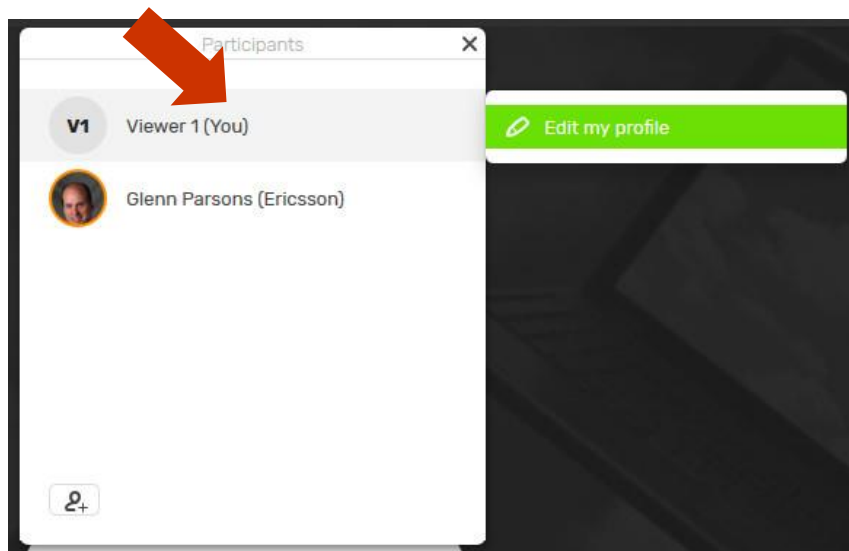 Participants
V1
Viewer 1 (You)
Edit my profile
Glenn Parsons (Ericsson)